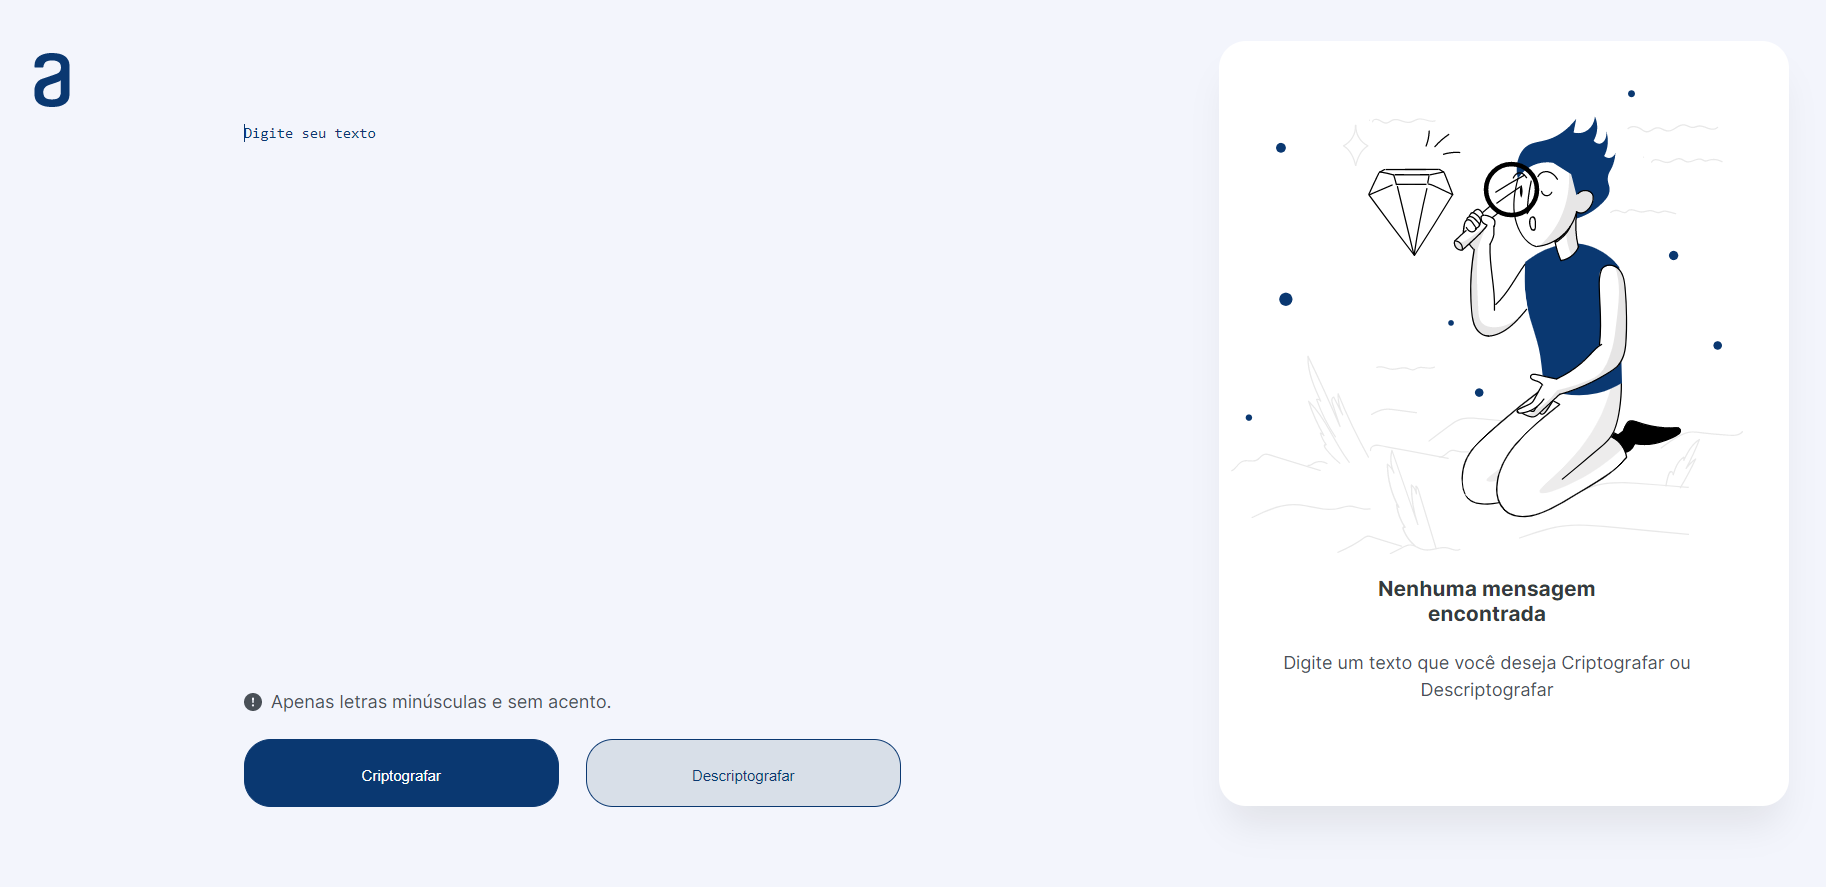 a
Digite seu texto
Apenas letras minúsculas e sem acento.
Criptografar
Descriptografar
Nenhuma mensagem
encontrada
Digite um texto que você deseja Criptografar ou
Descriptografar